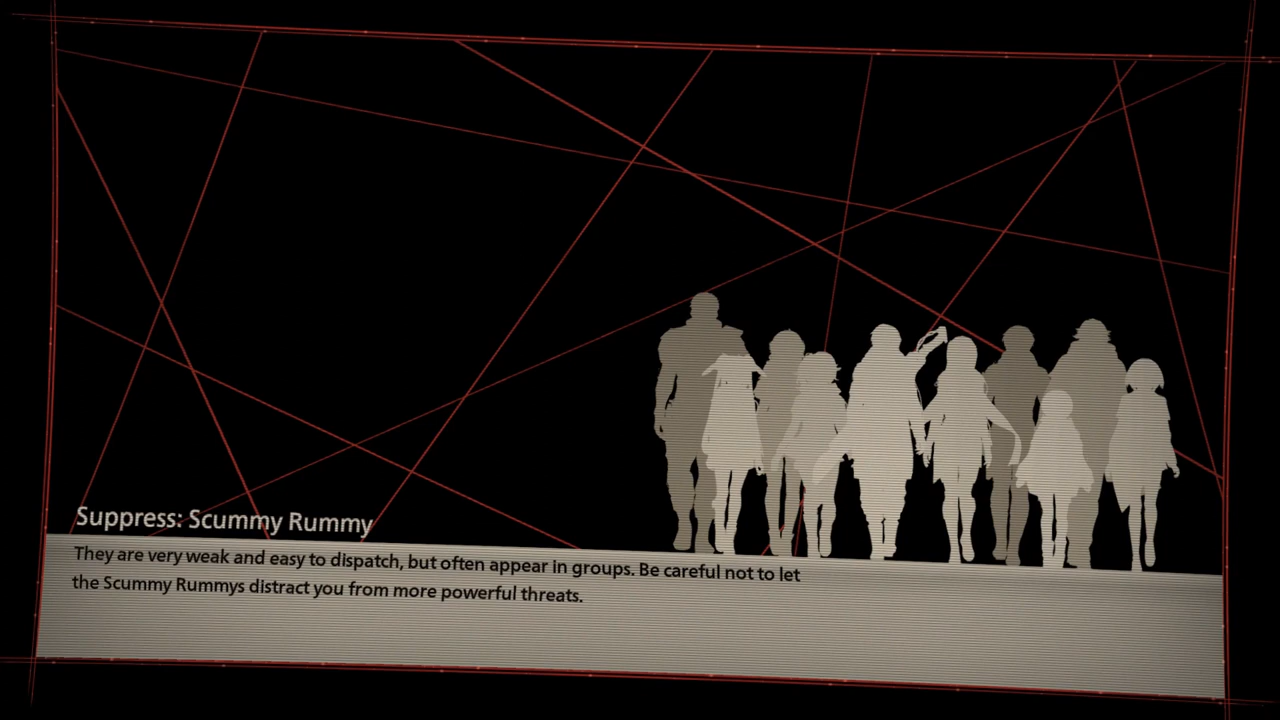 Suppress: Scummy Rummy
They are very weak and easy to dispatch, but often appear in groups. Be careful not to let
the Scummy Rummys distract you from more powerful threats.